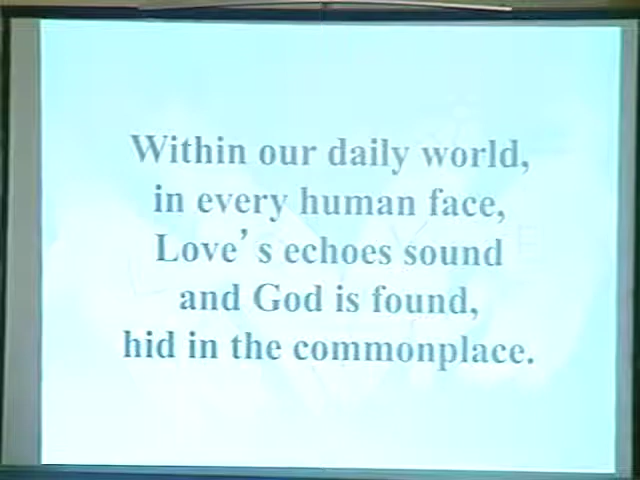 Within our daily world,
in every human face,
Love's echoes sound
and God is found,
hid in the commonplace.